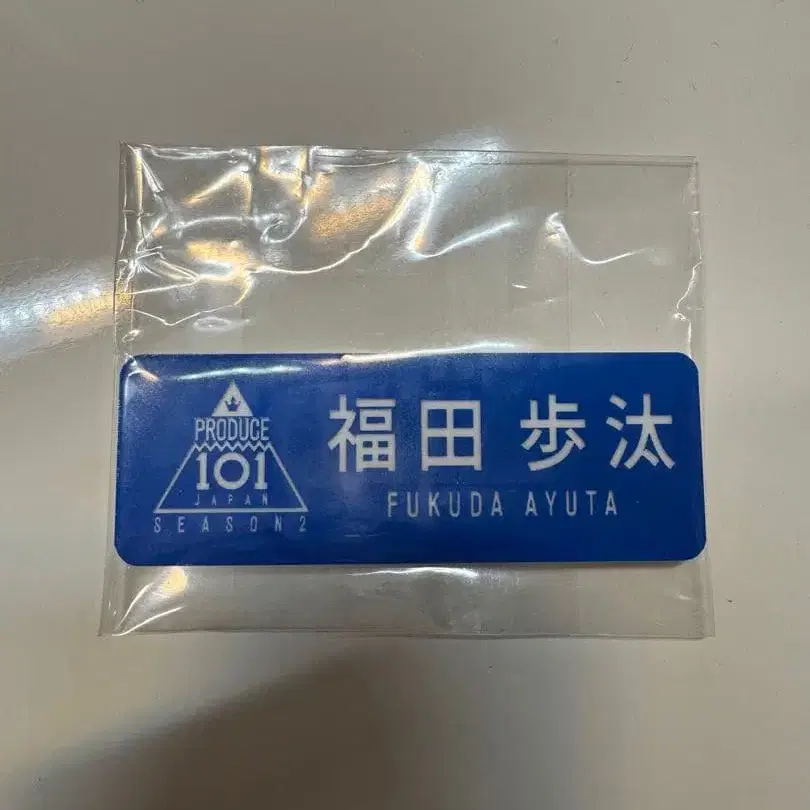 PRODUCE
101
JAPAN
SEASON2
福田 歩汰
FUKUDA AYUTA